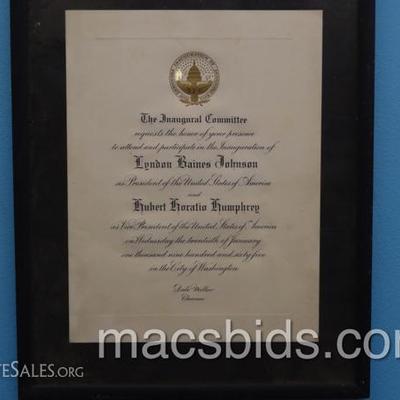 The Inaugural Committee
requests the honor of your presence
to attend and participate in the Inauguration of
Lyndon Baines Johnson
as President of the United States of America
and
Hubert Horatio Humphrey
as Vice President of the United States of America
on Wednesday the twentieth of January
one thousand nine hundred and sixty five
in the City of Washington
Dale Miller
Chairman
macsbids.com
ESALES.ORG